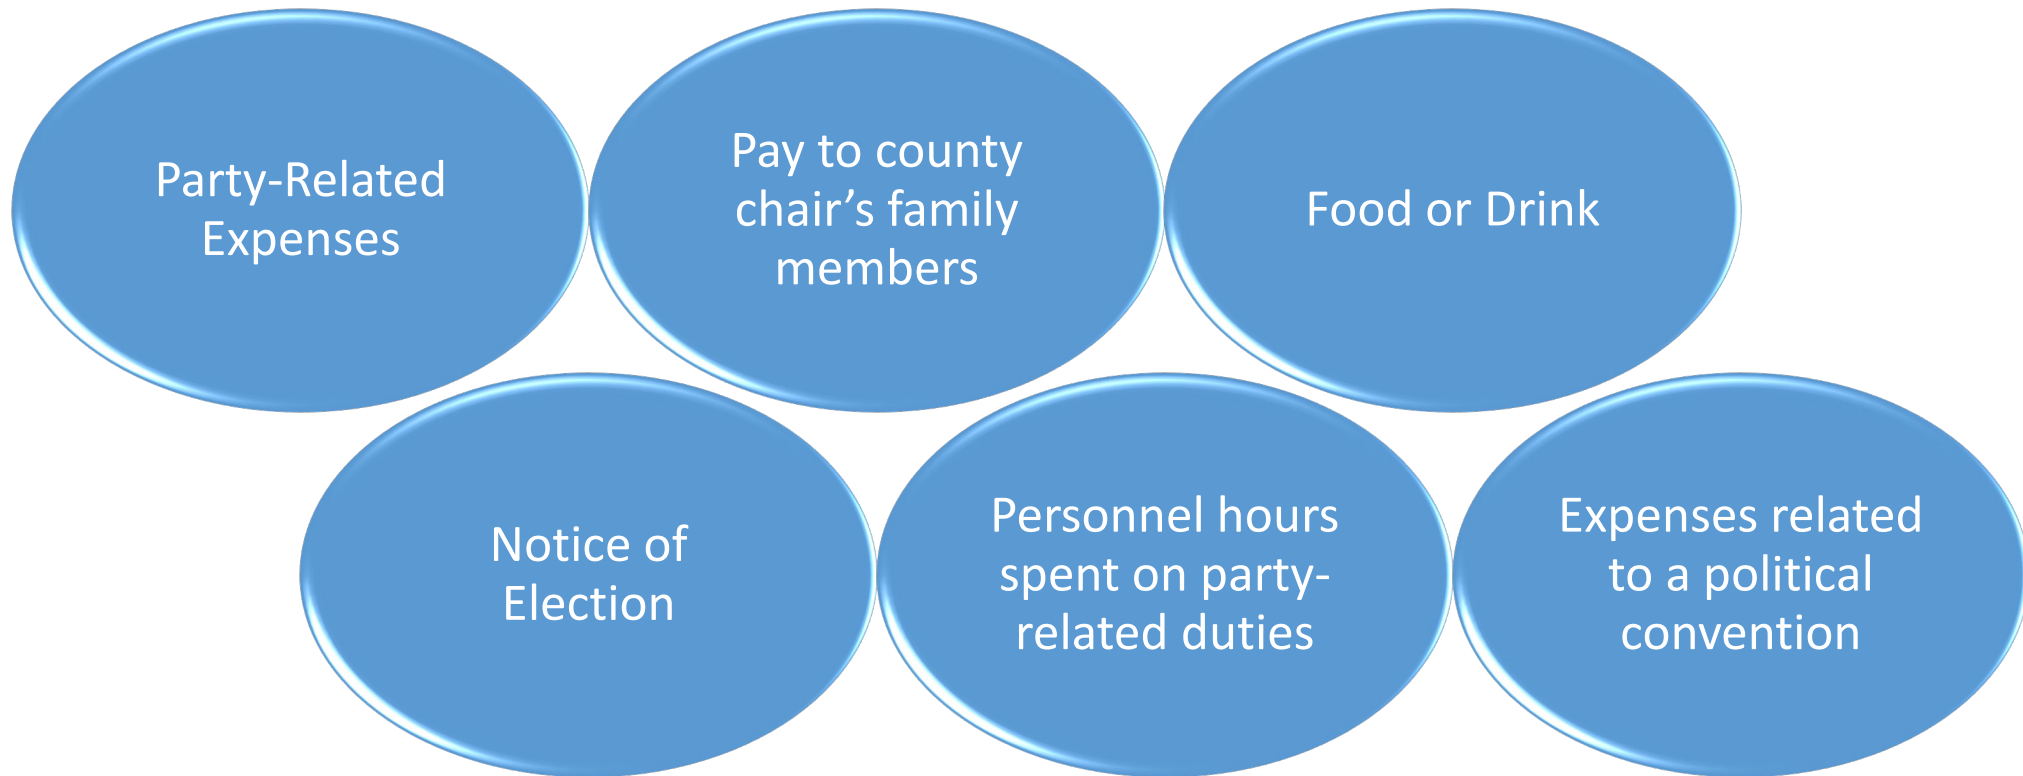 Party-Related
Expenses
Pay to county
chair’s family
members
Food or Drink
Notice of
Election
Personnel hours
spent on party-
related duties
Expenses related
to a political
convention